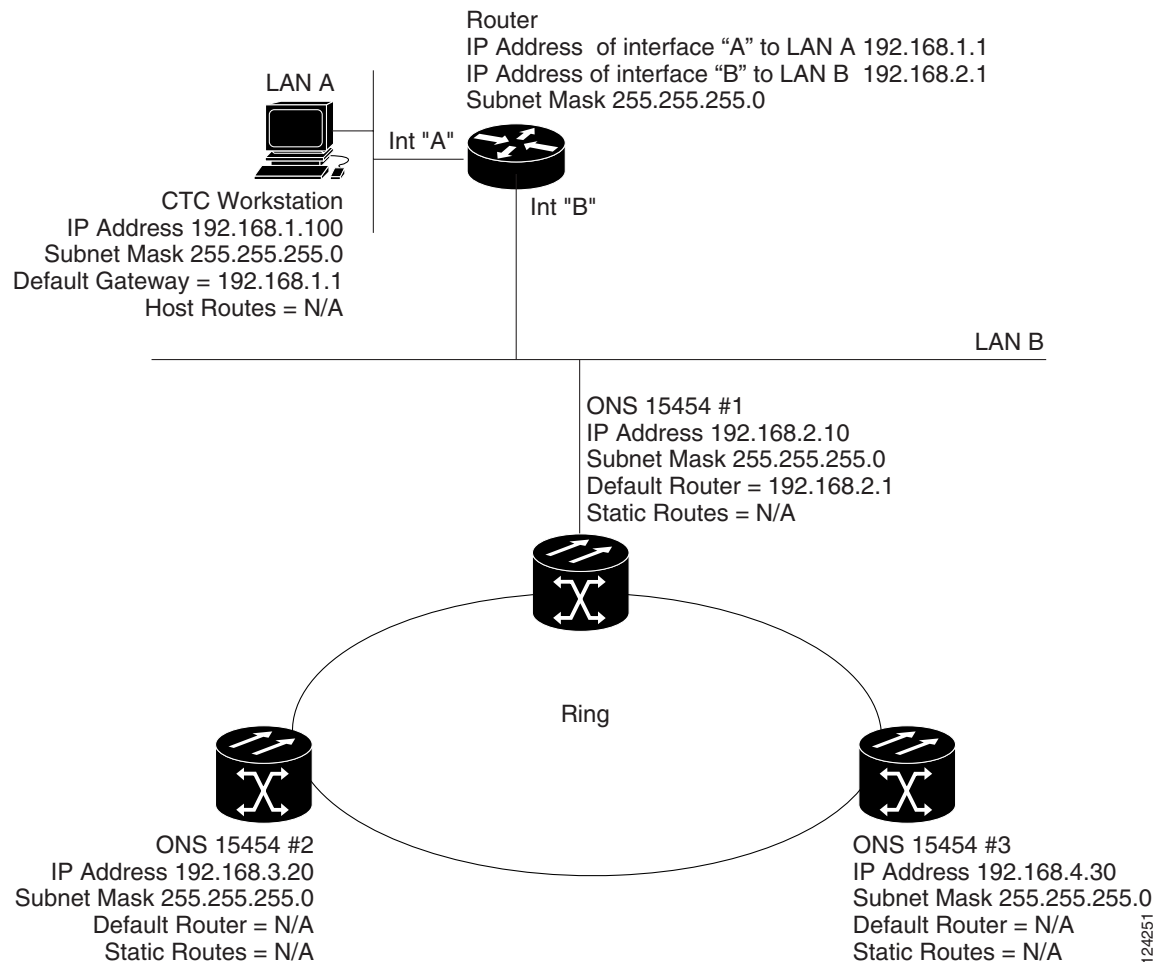 Router
IP Address of interface “A” to LAN A 192.168.1.1
IP Address of interface “B” to LAN B 192.168.2.1
Subnet Mask 255.255.255.0
LAN A
Int "A"
Int "B"
CTC Workstation
IP Address 192.168.1.100
Subnet Mask 255.255.255.0
Default Gateway = 192.168.1.1
Host Routes = N/A
LAN B
ONS 15454 #1
IP Address 192.168.2.10
Subnet Mask 255.255.255.0
Default Router = 192.168.2.1
Static Routes = N/A
Ring
ONS 15454 #2
IP Address 192.168.3.20
Subnet Mask 255.255.255.0
Default Router = N/A
Static Routes = N/A
ONS 15454 #3
IP Address 192.168.4.30
Subnet Mask 255.255.255.0
Default Router = N/A
Static Routes = N/A
124251